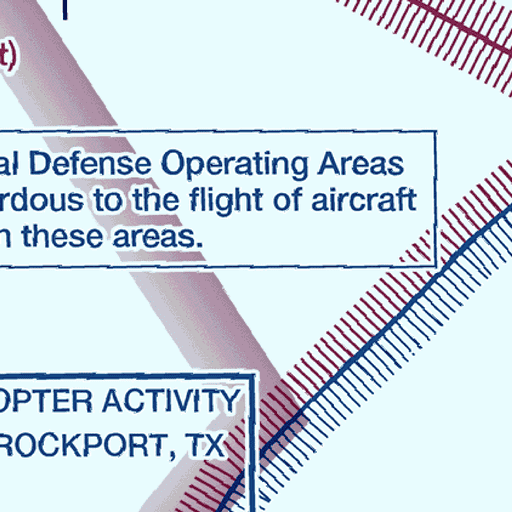 t)
al Defense Operating Areas
rdous to the flight of aircraft
n these areas.
OPTER ACTIVITY
ROCKPORT, TX